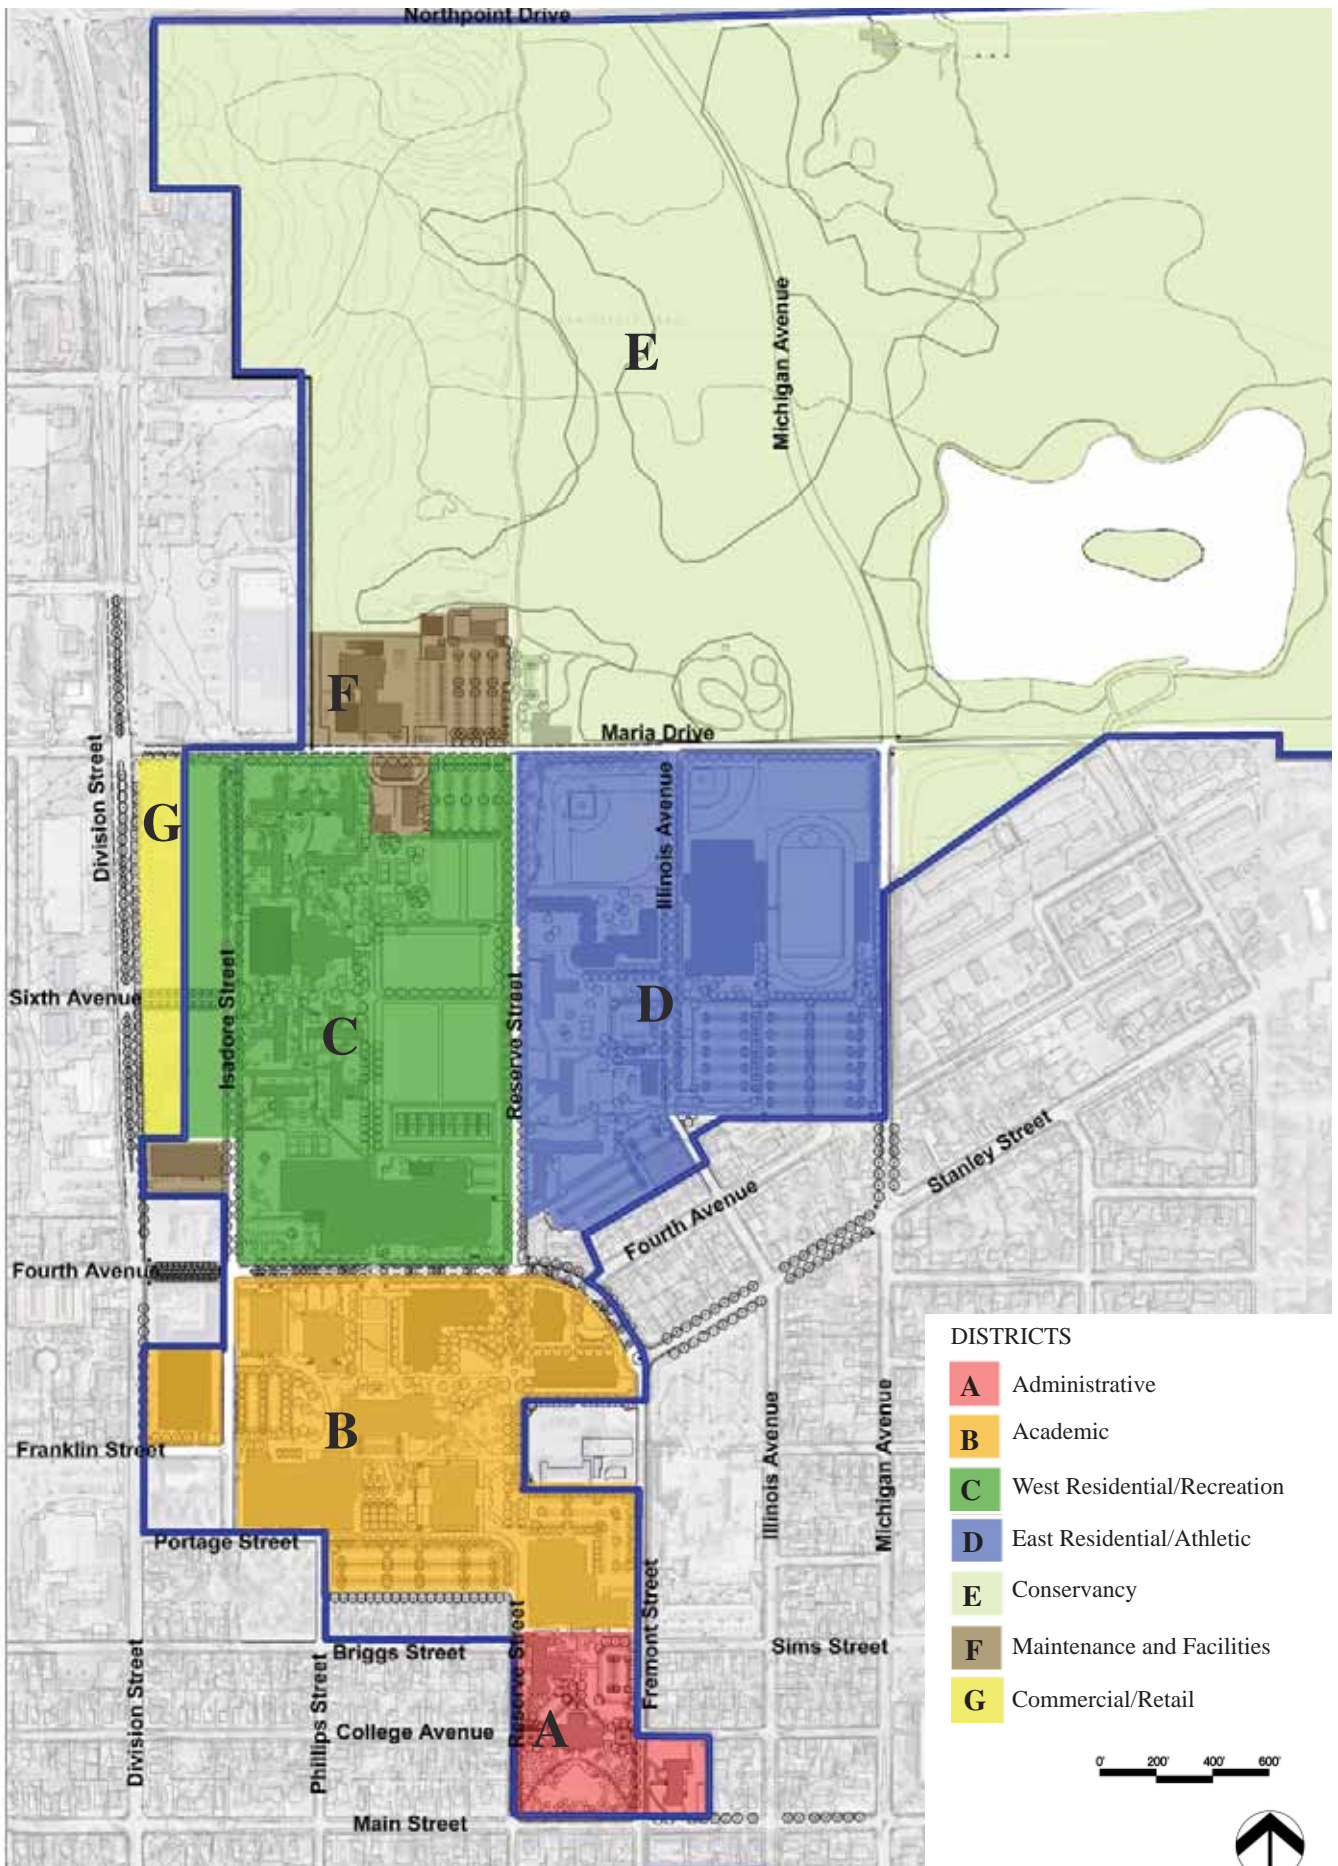 Northpoint Drive
Michigan Avenue
E
F
Maria Drive
Division Street
G
Illinois Avenue
Isadore Street
Sixth Avenue
C
Reserve Street
D
Stanley Street
Fourth Avenue
Fourth Avenue
B
Franklin Street
Portage Street
Illinois Avenue
Michigan Avenue
Division Street
Phillips Street
Briggs Street
Reserve Street
Fremont Street
Sims Street
College Avenue
A
Main Street
DISTRICTS
A Administrative
B Academic
C West Residential/Recreation
D East Residential/Athletic
E Conservancy
F Maintenance and Facilities
G Commercial/Retail
0' 200' 400' 600'